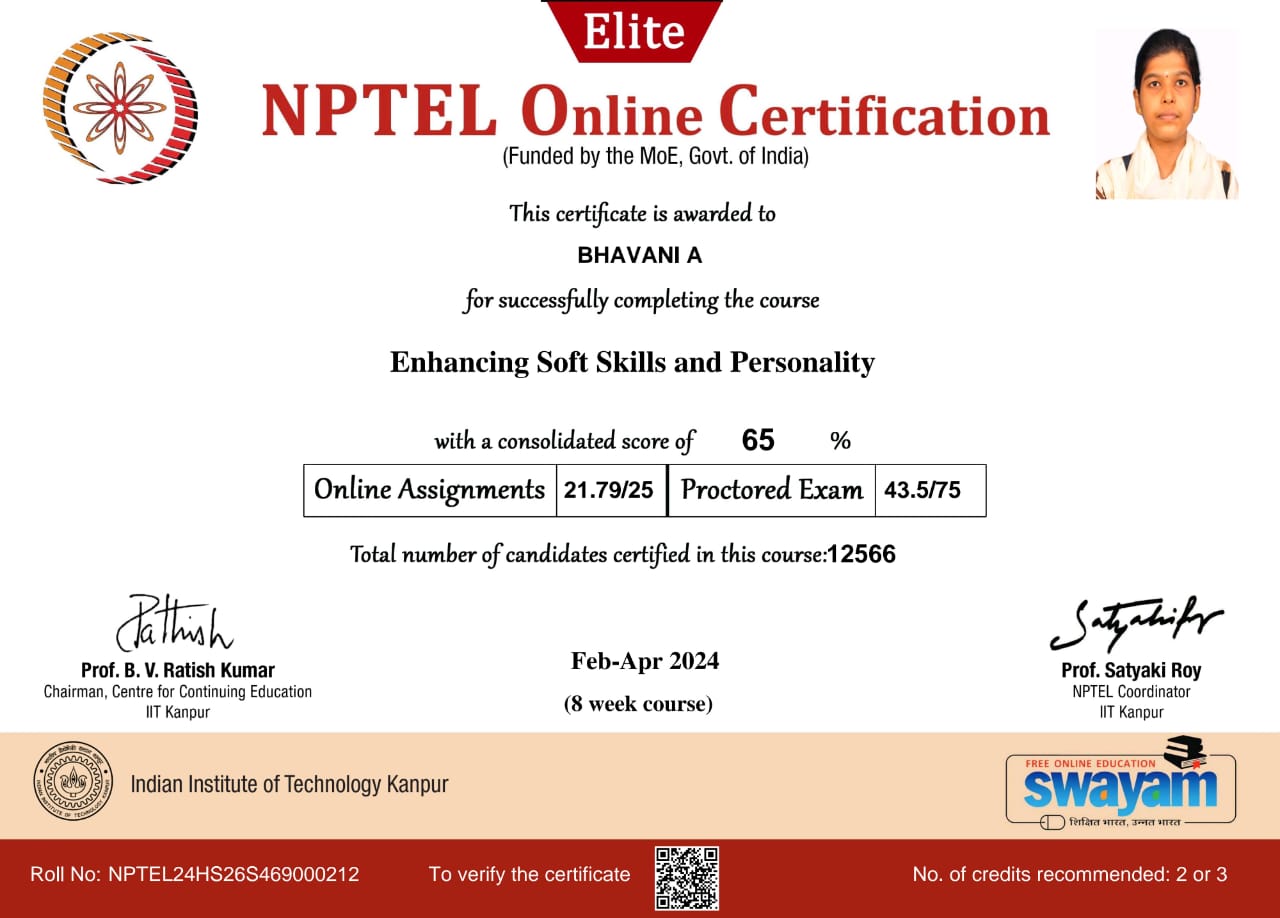 Elite
NPTEL Online Certification
(Funded by the MoE, Govt. of India)
This certificate is awarded to
BHAVANI A
for successfully completing the course
Enhancing Soft Skills and Personality
with a consolidated score of 65 %
Online Assignments 21.79/25 Proctored Exam 43.5/75
Total number of candidates certified in this course:12566
Prof. B. V. Ratish Kumar
Chairman, Centre for Continuing Education
IIT Kanpur
Feb-Apr 2024
(8 week course)
Prof. Satyaki Roy
NPTEL Coordinator
IIT Kanpur
Indian Institute of Technology Kanpur
FREE ONLINE EDUCATION
swayam
शिक्षित भारत, उन्नत भारत
Roll No: NPTEL24HS26S469000212
To verify the certificate
No. of credits recommended: 2 or 3